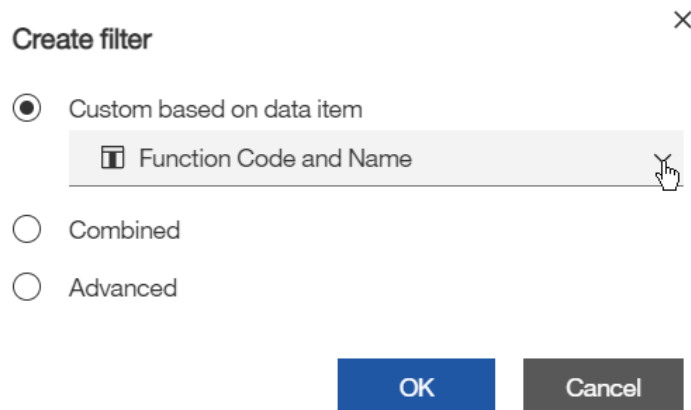 Create filter
Custom based on data item
Function Code and Name
Combined
Advanced
OK
Cancel